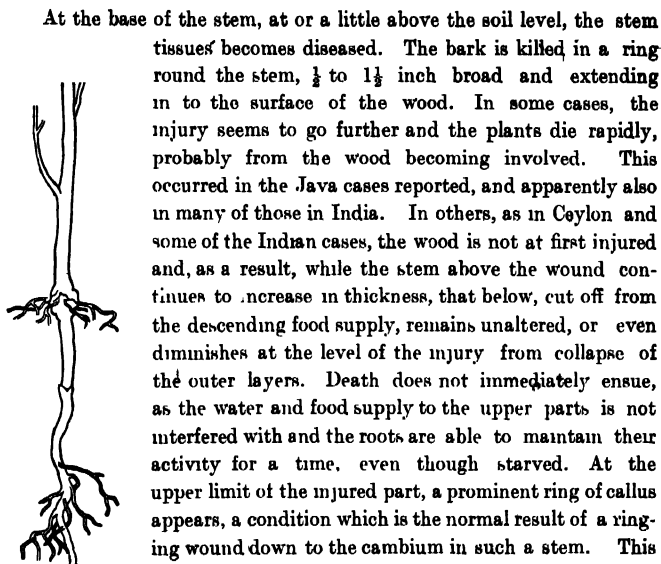 At the base of the stem, at or a little above the soil level, the stem
tissues becomes diseased. The bark is killed in a ring
round the stem, ½ to 1½ inch broad and extending
in to the surface of the wood. In some cases, the
injury seems to go further and the plants die rapidly,
probably from the wood becoming involved. This
occurred in the Java cases reported, and apparently also
in many of those in India. In others, as in Ceylon and
some of the Indian cases, the wood is not at first injured
and, as a result, while the stem above the wound con-
tinues to increase in thickness, that below, cut off from
the descending food supply, remains unaltered, or even
diminishes at the level of the injury from collapse of
the outer layers. Death does not immediately ensue,
as the water and food supply to the upper parts is not
interfered with and the roots are able to maintain their
activity for a time, even though starved. At the
upper limit of the injured part, a prominent ring of callus
appears, a condition which is the normal result of a ring-
ing wound down to the cambium in such a stem. This